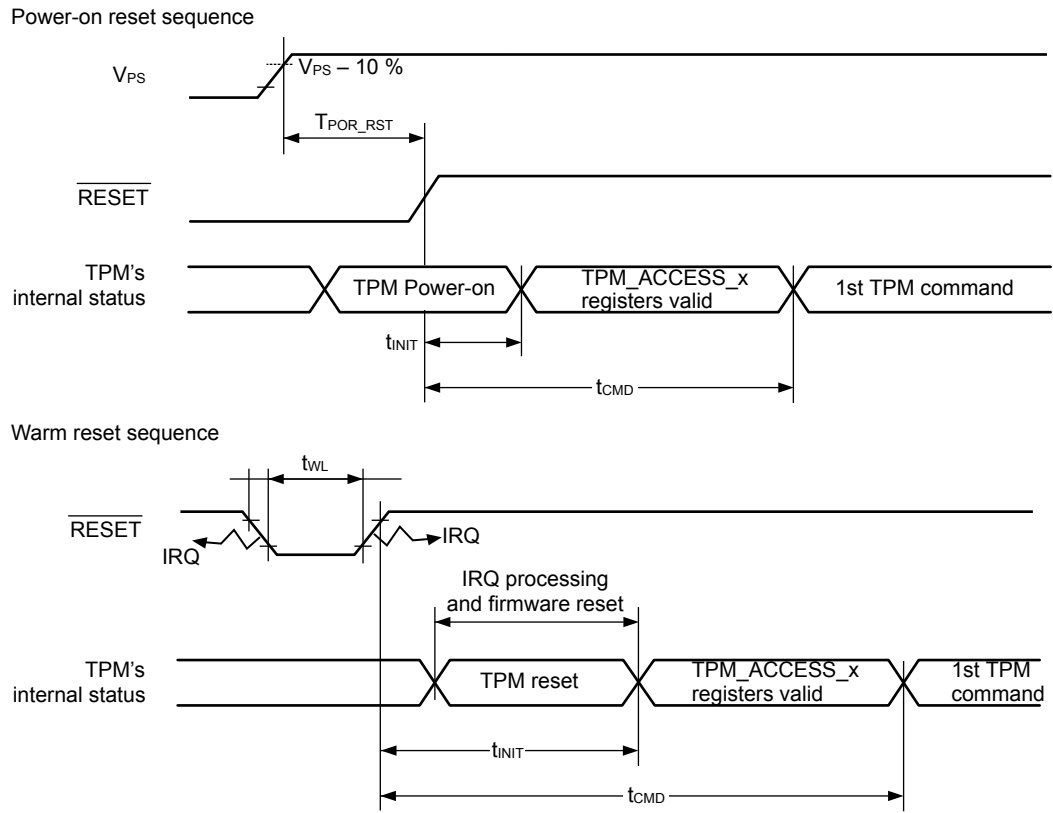 Power-on reset sequence
VPS
VPS – 10 %
TPOR_RST
RESET
TPM's
internal status
TPM Power-on
TPM_ACCESS_x
registers valid
1st TPM command
tINIT
tCMD
Warm reset sequence
tWL
RESET
IRQ
IRQ
IRQ processing
and firmware reset
TPM's
internal status
TPM reset
TPM_ACCESS_x
registers valid
1st TPM
command
tINIT
tCMD